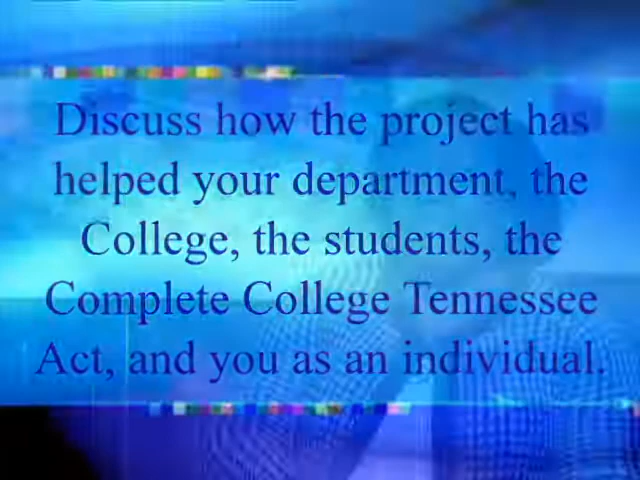 Discuss how the project has
helped your department, the
College, the students, the
Complete College Tennessee
Act, and you as an individual.